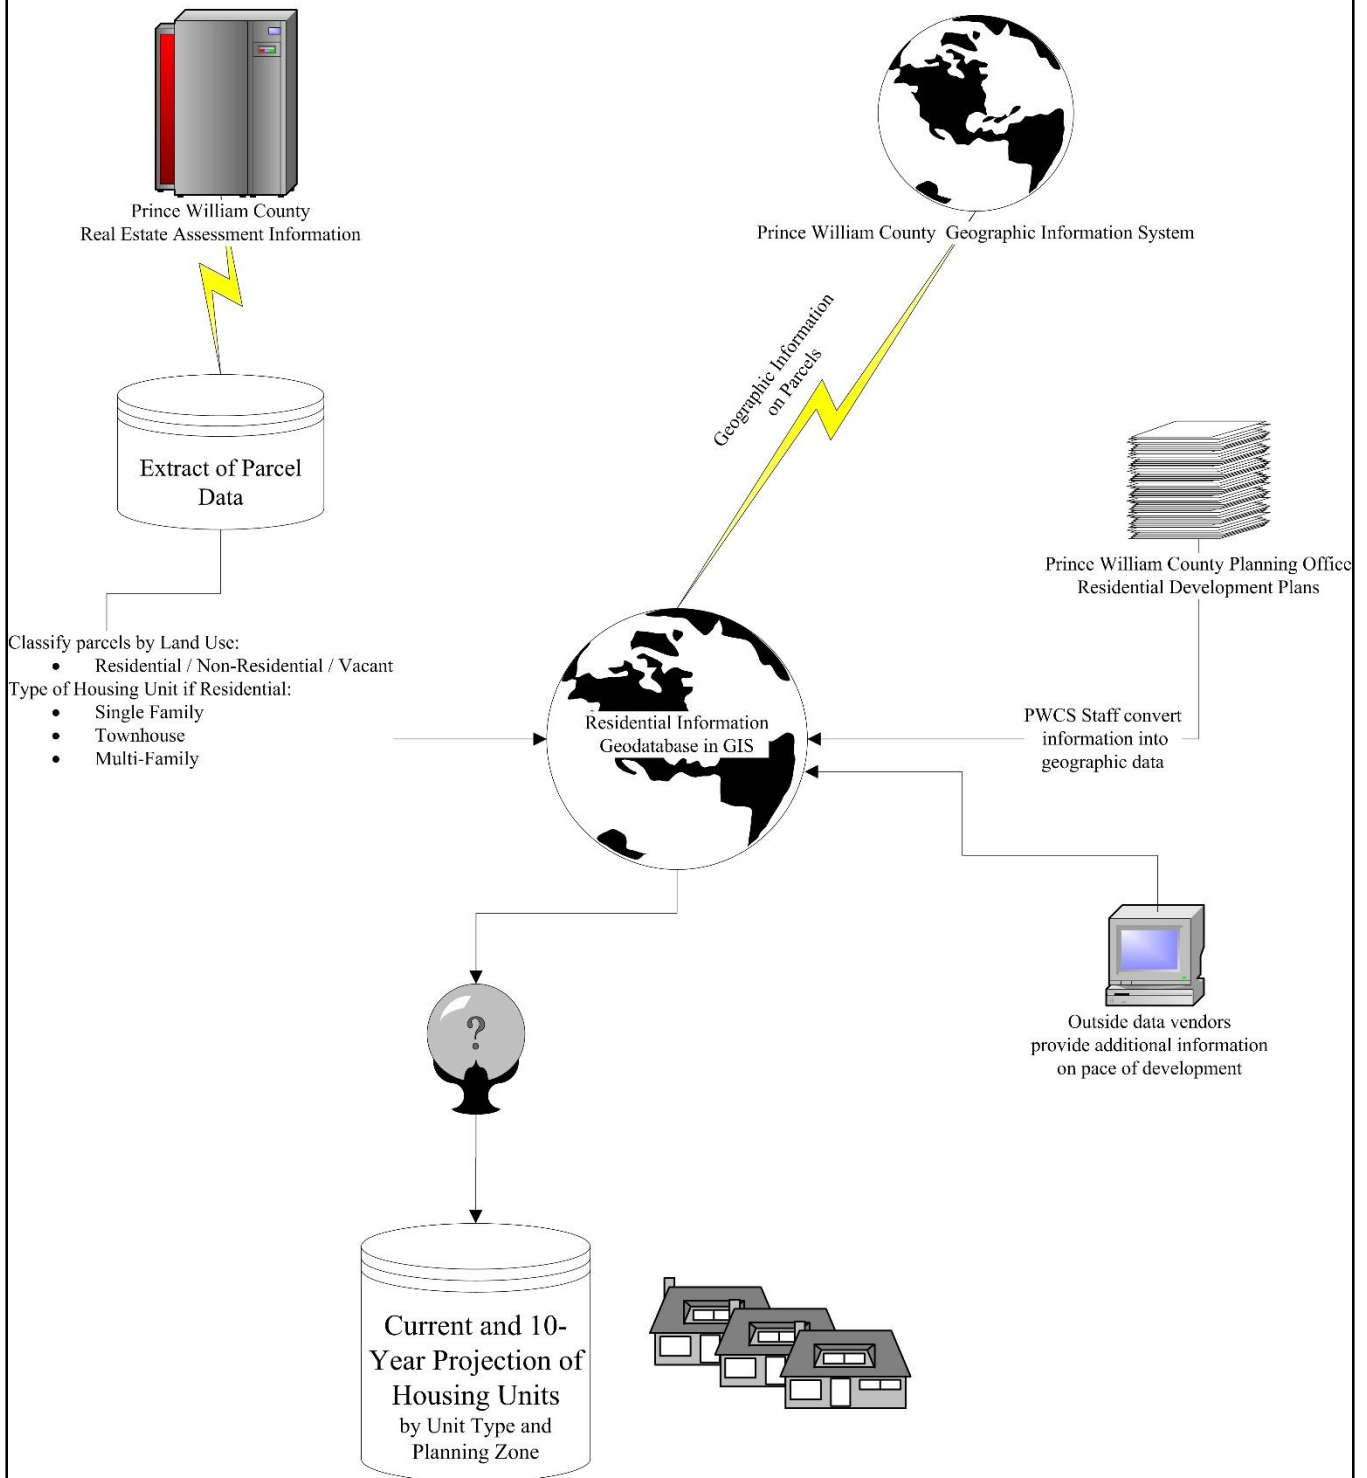 Prince William County
Real Estate Assessment Information
Prince William County  Geographic Information System
Geographic Information
on Parcels
Extract of Parcel
Data
Prince William County Planning Office
Residential Development Plans
Classify parcels by Land Use:
• Residential / Non-Residential / Vacant
Type of Housing Unit if Residential:
• Single Family
• Townhouse
• Multi-Family
Residential Information
Geodatabase in GIS
PWCS Staff convert
information into
geographic data
?
Outside data vendors
provide additional information
on pace of development
Current and 10-
Year Projection of
Housing Units
by Unit Type and
Planning Zone